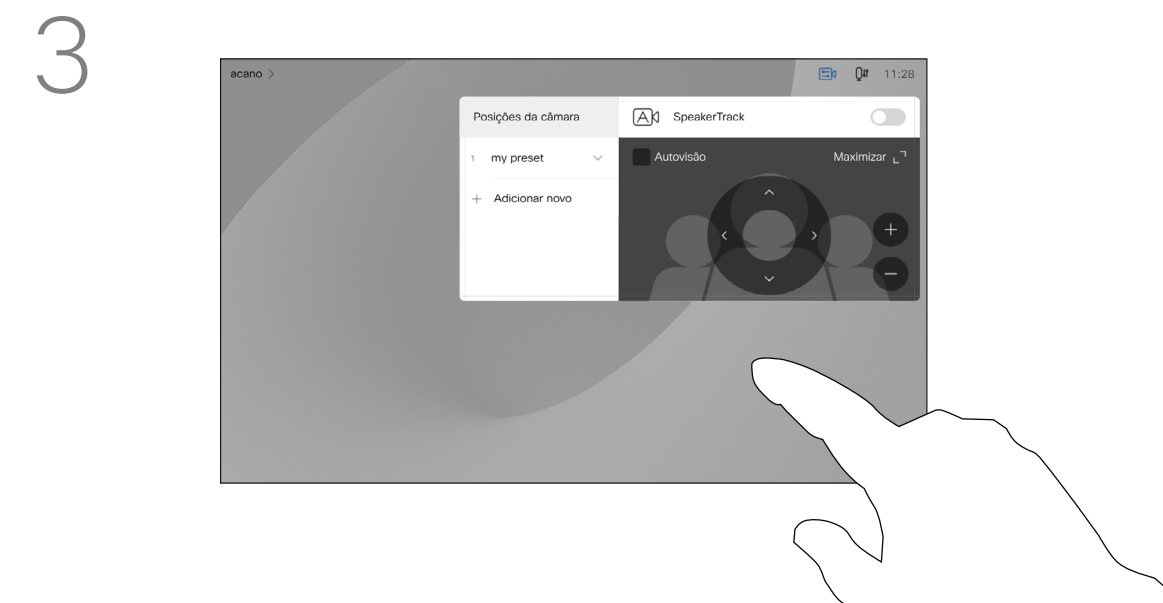 3
acano >
11:28
Posições da câmara
A
SpeakerTrack
1 my preset
Autovisão
Maximizar
+ Adicionar novo